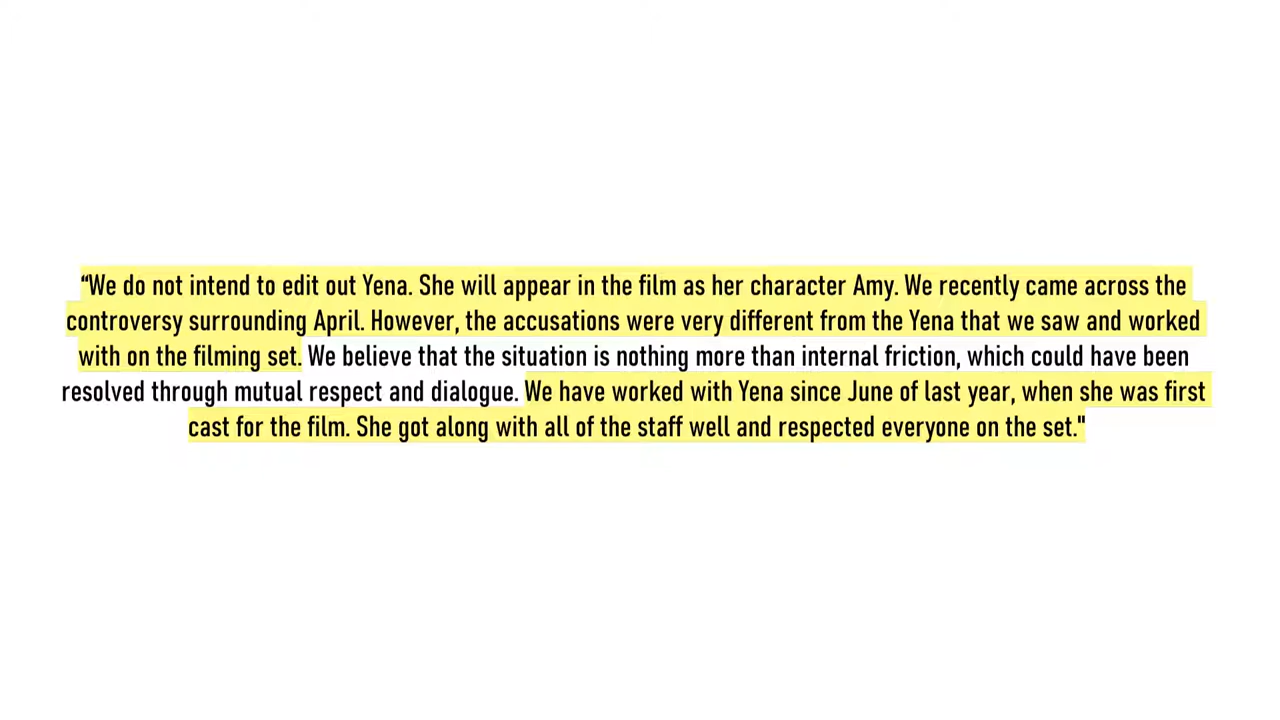 “We do not intend to edit out Yena. She will appear in the film as her character Amy. We recently came across the
controversy surrounding April. However, the accusations were very different from the Yena that we saw and worked
with on the filming set. We believe that the situation is nothing more than internal friction, which could have been
resolved through mutual respect and dialogue. We have worked with Yena since June of last year, when she was first
cast for the film. She got along with all of the staff well and respected everyone on the set."